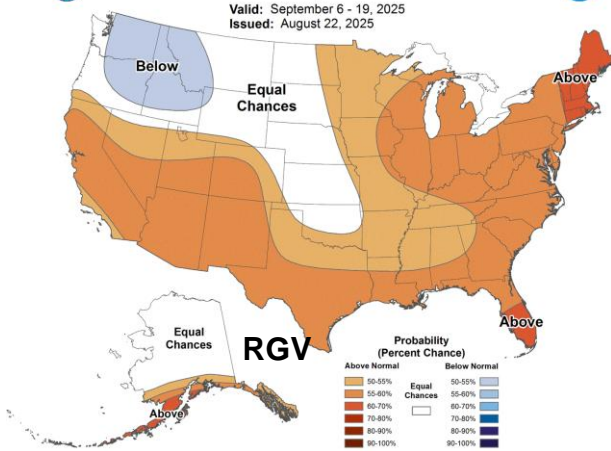 Valid: September 6 - 19, 2025
Issued: August 22, 2025
Below
Equal
Chances
Above
Above
Equal
Chances
RGV
Above
Probability
(Percent Chance)
Above Normal
Below Normal
50-55%
55-60%
60-70%
70-80%
80-90%
90-100%
Equal
Chances
50-55%
55-60%
60-70%
70-80%
80-90%
90-100%